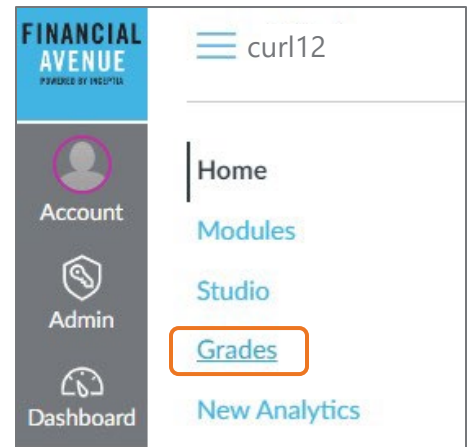 FINANCIAL
AVENUE
POWERED BY INCEPTIA
curl12
Account
Admin
Dashboard
Home
Modules
Studio
Grades
New Analytics